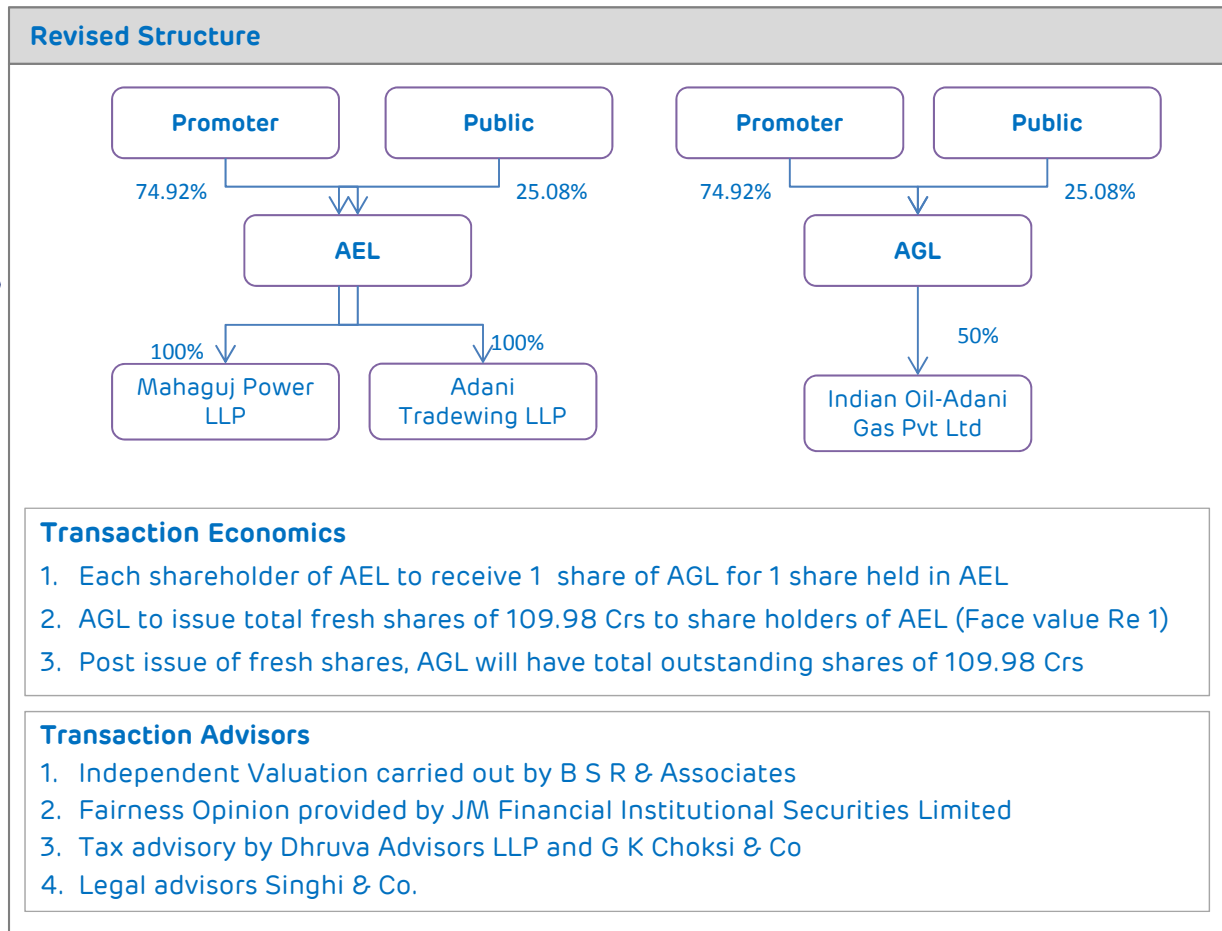 Revised Structure
Promoter
Public
Promoter
Public
74.92%
25.08%
74.92%
25.08%
AEL
AGL
100%
100%
50%
Mahaguj Power
LLP
Adani
Tradewing LLP
Indian Oil-Adani
Gas Pvt Ltd
Transaction Economics
1. Each shareholder of AEL to receive 1 share of AGL for 1 share held in AEL
2. AGL to issue total fresh shares of 109.98 Crs to share holders of AEL (Face value Re 1)
3. Post issue of fresh shares, AGL will have total outstanding shares of 109.98 Crs
Transaction Advisors
1. Independent Valuation carried out by B S R & Associates
2. Fairness Opinion provided by JM Financial Institutional Securities Limited
3. Tax advisory by Dhruva Advisors LLP and G K Choksi & Co
4. Legal advisors Singhi & Co.